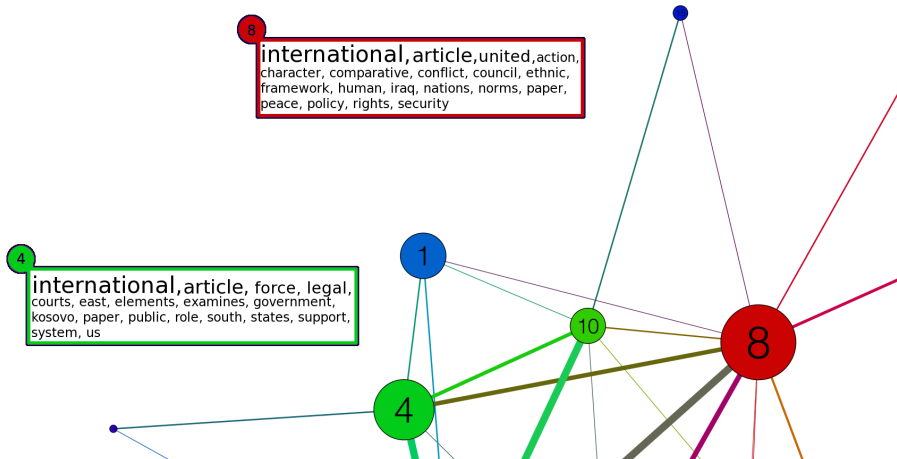 8
international,article,united,action,
character, comparative, conflict, council, ethnic,
framework, human, iraq, nations, norms, paper,
peace, policy, rights, security
1
4
international,article, force, legal,
courts, east, elements, examines, government,
kosovo, paper, public, role, south, states, support,
system, us
10
8
4